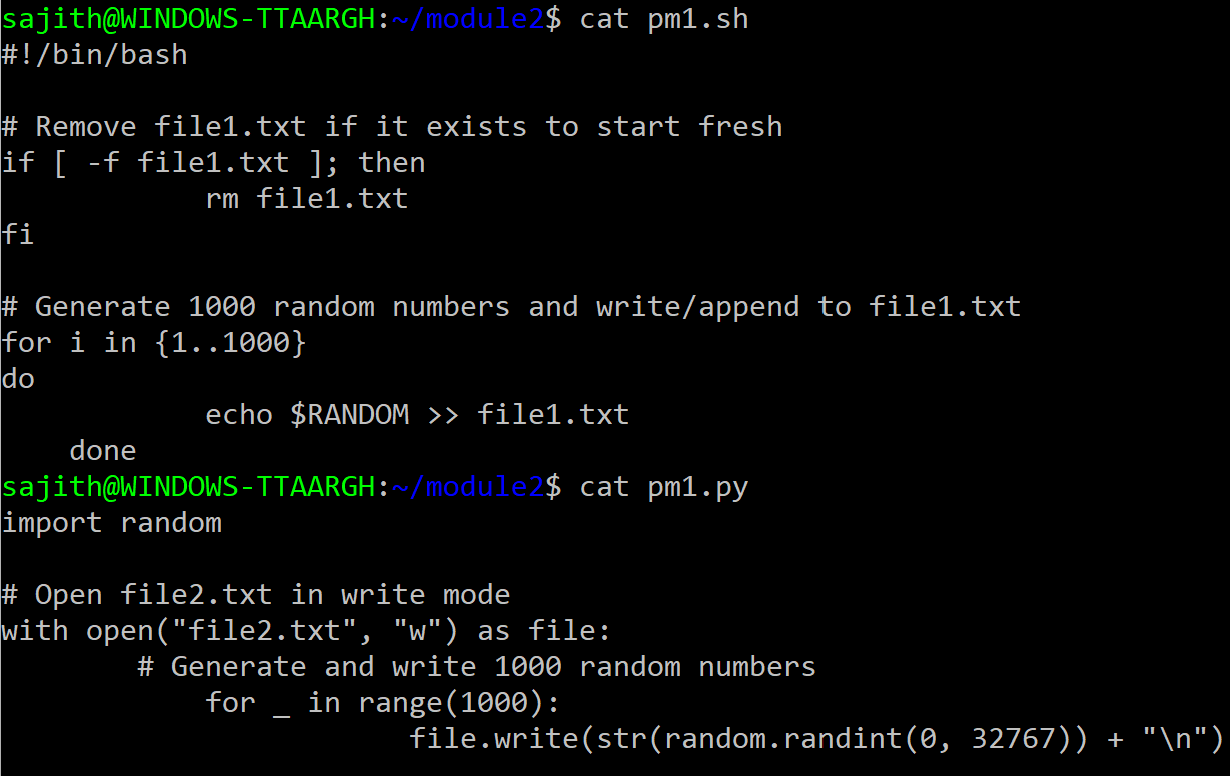 sajith@WINDOWS-TTAARGH:~/module2$ cat pm1.sh
#!/bin/bash

# Remove file1.txt if it exists to start fresh
if [ -f file1.txt ]; then
            rm file1.txt
fi

# Generate 1000 random numbers and write/append to file1.txt
for i in {1..1000}
do
            echo $RANDOM >> file1.txt
    done
sajith@WINDOWS-TTAARGH:~/module2$ cat pm1.py
import random

# Open file2.txt in write mode
with open("file2.txt", "w") as file:
        # Generate and write 1000 random numbers
            for _ in range(1000):
                        file.write(str(random.randint(0, 32767)) + "\n")